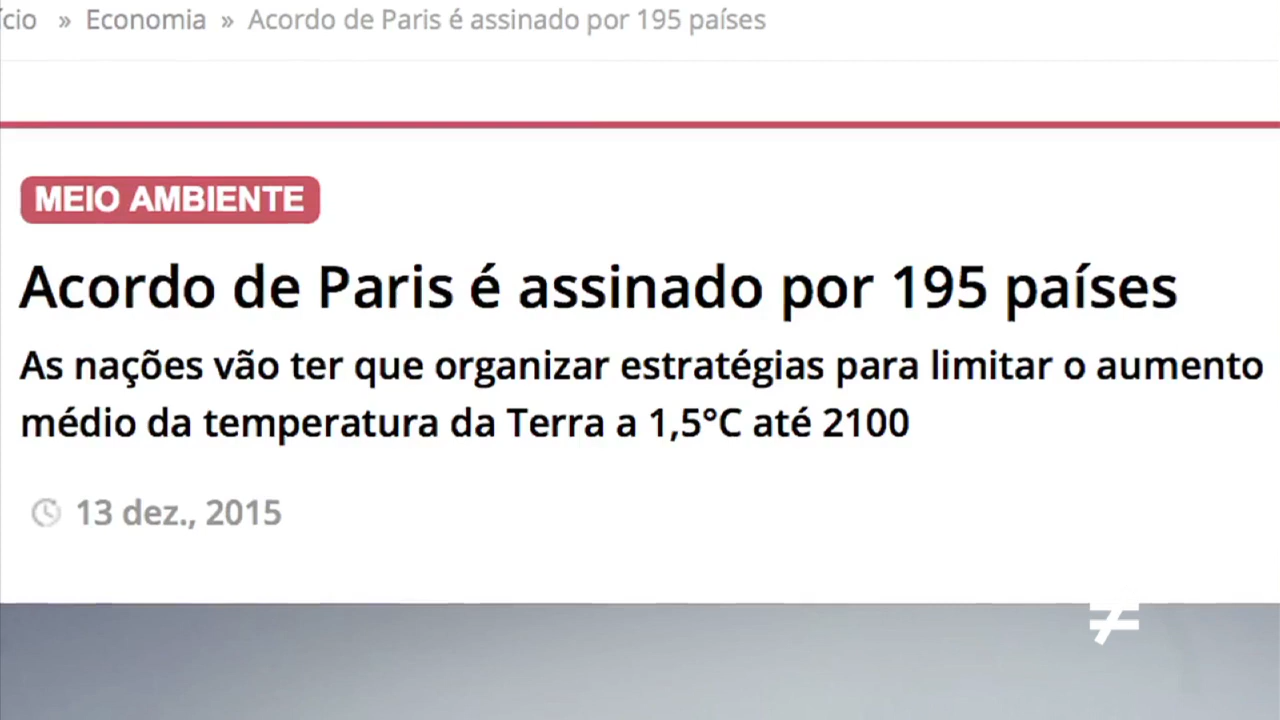 » Economia » Acordo de Paris é assinado por 195 países
MEIO AMBIENTE
Acordo de Paris é assinado por 195 países
As nações vão ter que organizar estratégias para limitar o aumento
médio da temperatura da Terra a 1,5°C até 2100
13 dez., 2015